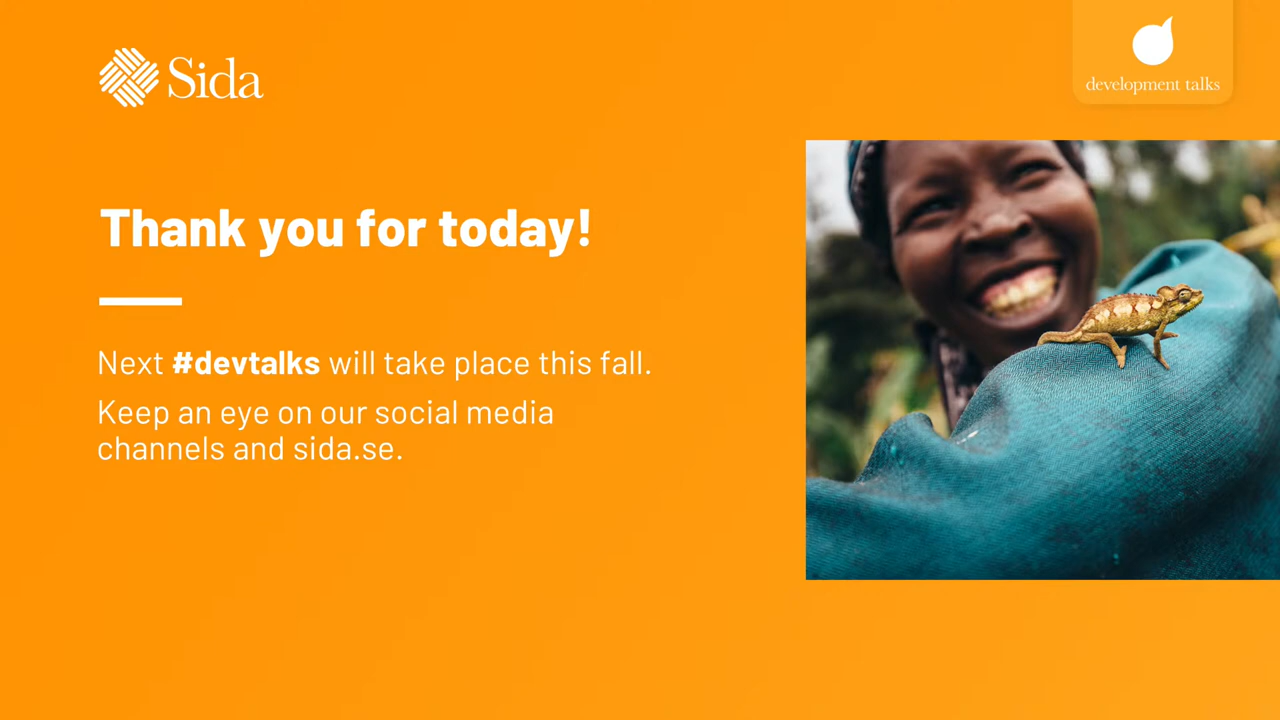 Sida
development talks
Thank you for today!
Next #devtalks will take place this fall.
Keep an eye on our social media
channels and sida.se.